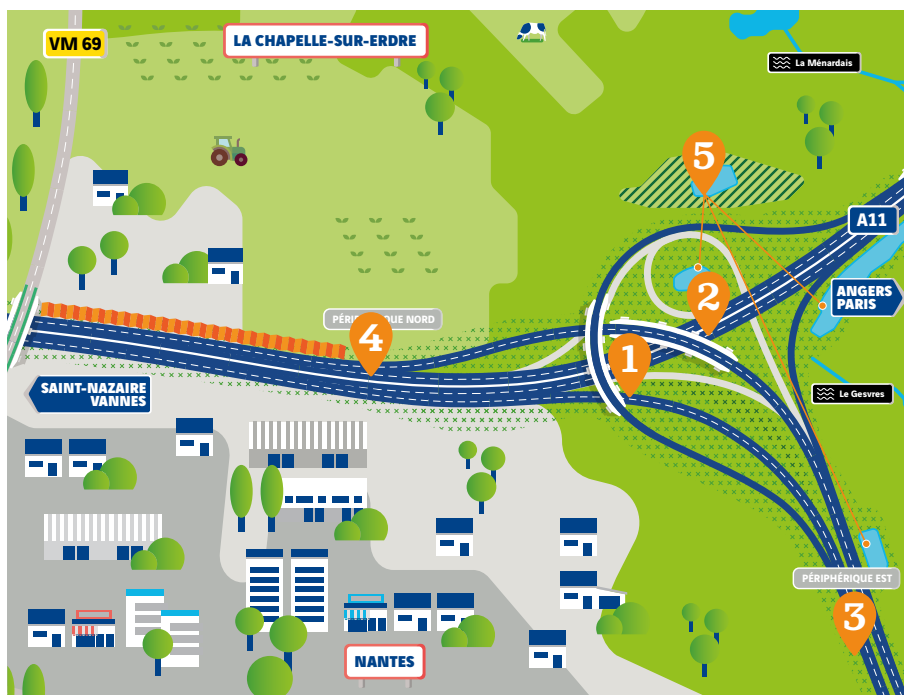 VM 69
LA CHAPELLE-SUR-ERDRE
La Ménardais
5
A11
ANGERS
PARIS
2
4
NORD
1
SAINT-NAZAIRE
VANNES
Le Gesvres
PÉRIPHÉRIQUE EST
3
NANTES